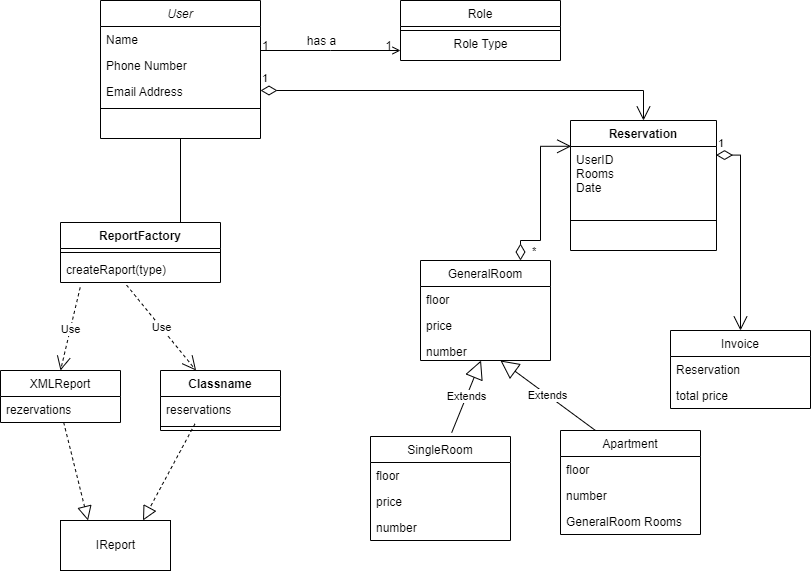 User
Name
Phone Number
Email Address
1
has a
1
Role
Role Type
1
Reservation
UserID
Rooms
Date
1
ReportFactory
createRaport(type)
*
GeneralRoom
floor
price
number
Use
Use
XMLReport
rezervations
Classname
reservations
Invoice
Reservation
total price
Extends
Extends
SingleRoom
floor
price
number
Apartment
floor
number
GeneralRoom Rooms
IReport